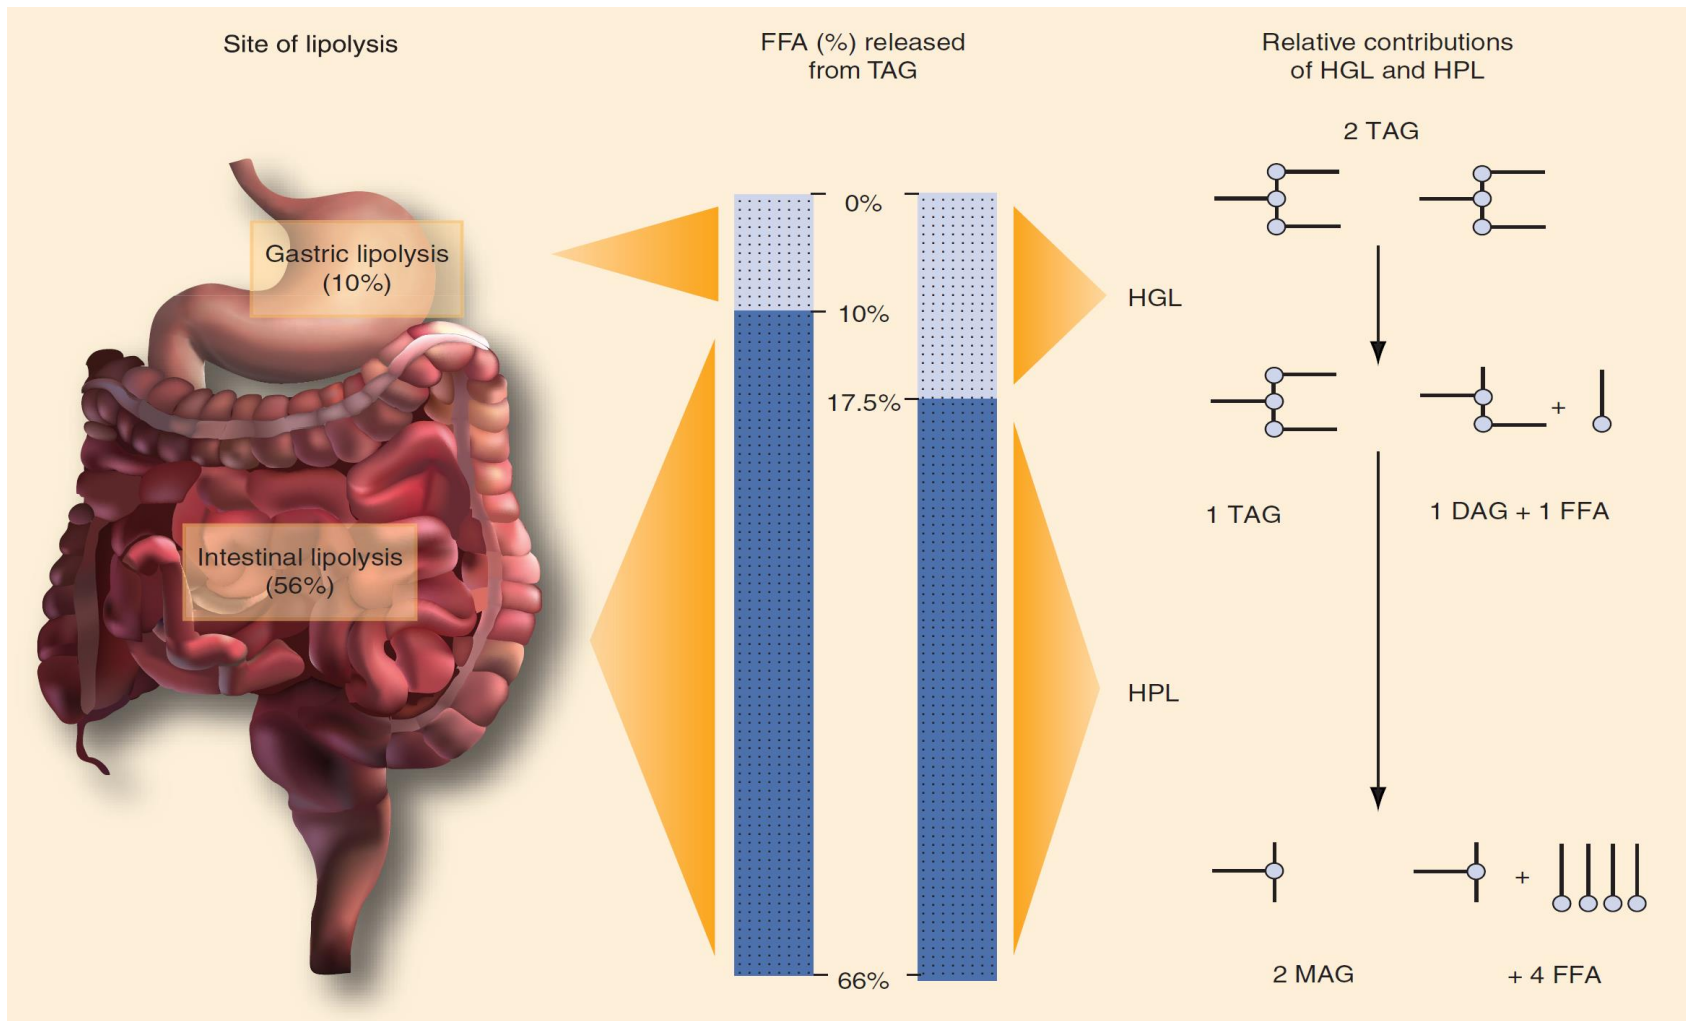 Site of lipolysis
FFA (%) released
from TAG
Relative contributions
of HGL and HPL
2 TAG
Gastric lipolysis
(10%)
0%
10%
HGL
17.5%
1 TAG
1 DAG + 1 FFA
+
Intestinal lipolysis
(56%)
HPL
+
66%
2 MAG
+ 4 FFA